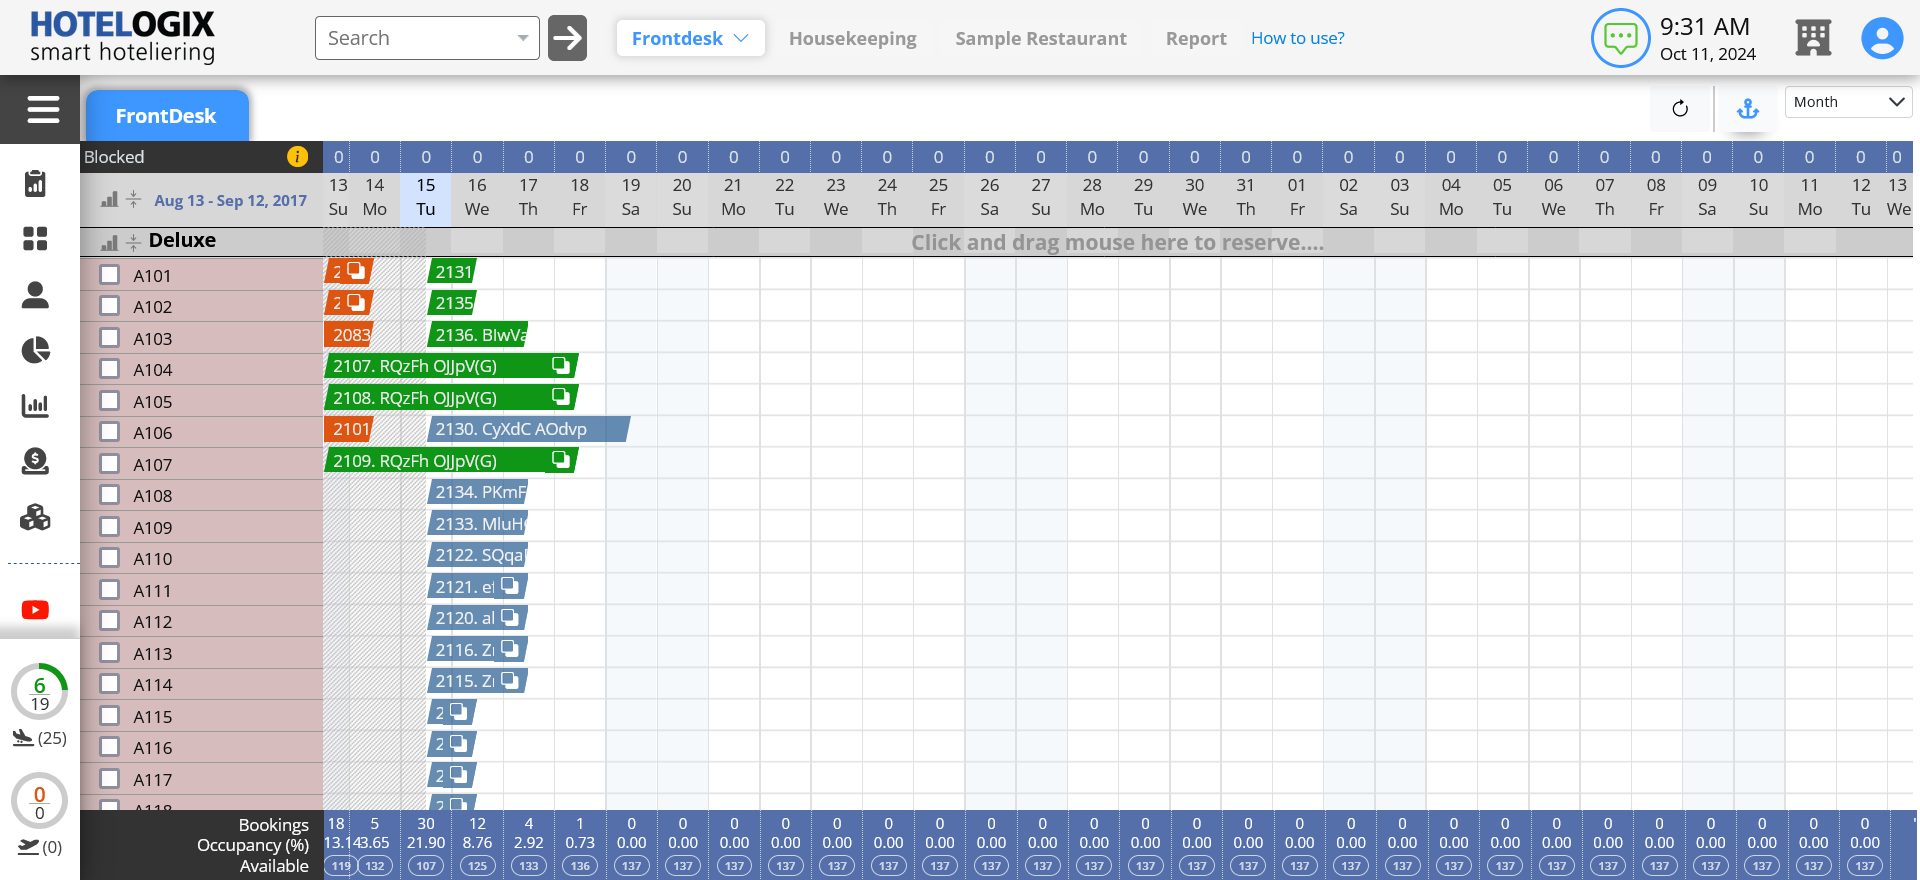 HOTELOGIX
smart hoteliering
Search
Frontdesk Housekeeping Sample Restaurant Report How to use?
9:31 AM
Oct 11, 2024
FrontDesk
Month
Blocked i 0 0 0 0 0 0 0 0 0 0 0 0 0 0 0 0 0 0 0 0 0 0 0 0 0 0 0 0 0 0 0 0
Aug 13 - Sep 12, 2017
13 14 15 16 17 18 19 20 21 22 23 24 25 26 27 28 29 30 31 01 02 03 04 05 06 07 08 09 10 11 12 13
Su Mo Tu We Th Fr Sa Su Mo Tu We Th Fr Sa Su Mo Tu We Th Fr Sa Su Mo Tu We Th Fr Sa Su Mo Tu We
Deluxe Click and drag mouse here to reserve....
A101 2 2131
A102 2 2135
A103 2083 2136. BIwVa
A104 2107. RQzFh OJJpV(G)
A105 2108. RQzFh OJJpV(G)
A106 2101 2130. CyXdC AOdvp
A107 2109. RQzFh OJJpV(G)
A108 2134. PKmF
A109 2133. MluH
A110 2122. SQqa
A111 2121. ef
A112 2120. al
A113 2116. Z
A114 2115. Z
A115 2
A116 2
A117 2
A118 2
6
19
(25)
0
0
(0)
Bookings 18 5 30 12 4 1 0 0 0 0 0 0 0 0 0 0 0 0 0 0 0 0 0 0 0 0 0 0 0 0 0
Occupancy (%) 13.14 3.65 21.90 8.76 2.92 0.73 0.00 0.00 0.00 0.00 0.00 0.00 0.00 0.00 0.00 0.00 0.00 0.00 0.00 0.00 0.00 0.00 0.00 0.00 0.00 0.00 0.00 0.00 0.00 0.00 0.00
Available 119 132 107 125 133 136 137 137 137 137 137 137 137 137 137 137 137 137 137 137 137 137 137 137 137 137 137 137 137 137 137